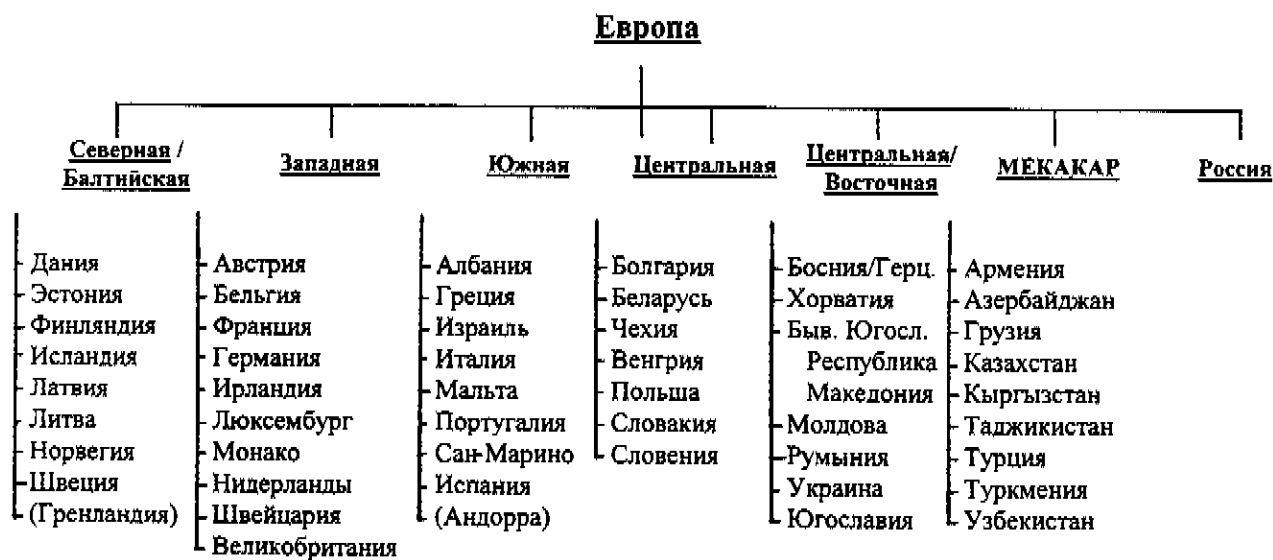 Европа
Северная /
Балтийская
Западная
Южная
Центральная
Центральная/
Восточная
МЕКАКАР
Россия
Дания
Эстония
Финляндия
Исландия
Латвия
Литва
Норвегия
Швеция
(Гренландия)
Австрия
Бельгия
Франция
Германия
Ирландия
Люксембург
Монако
Нидерланды
Швейцария
Великобритания
Албания
Греция
Израиль
Италия
Мальта
Португалия
Сан-Марино
Испания
(Андорра)
Болгария
Беларусь
Чехия
Венгрия
Польша
Словакия
Словения
Босния/Герц.
Хорватия
Быв. Югосл.
Республика
Македония
Молдова
Румыния
Украина
Югославия
Армения
Азербайджан
Грузия
Казахстан
Кыргызстан
Таджикистан
Турция
Туркмения
Узбекистан